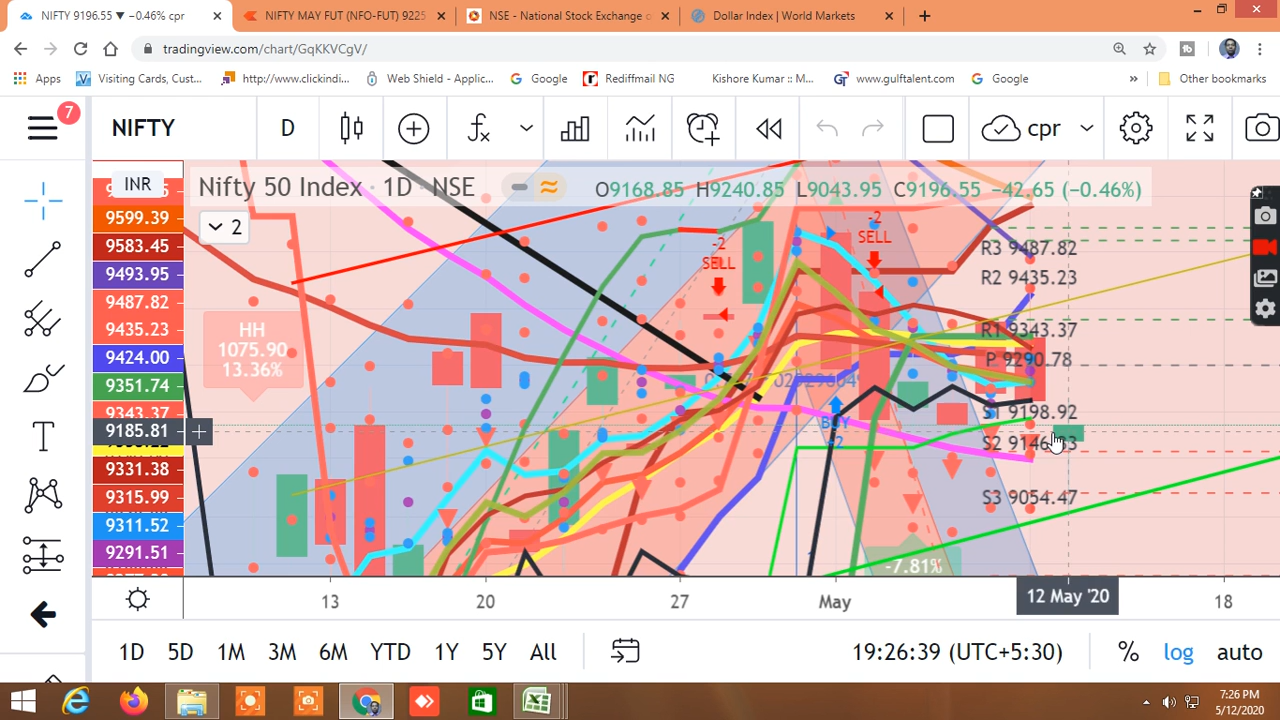 NIFTY 9196.55 ▼ −0.46% cpr
NIFTY MAY FUT (NFO-FUT) 9225
NSE - National Stock Exchange o
Dollar Index | World Markets
tradingview.com/chart/GqKKVCgV/
Apps
Visiting Cards, Cust...
http://www.clickindi...
Web Shield - Applic...
Google
Rediffmail NG
Kishore Kumar :: M...
www.gulftalent.com
Google
»
Other bookmarks
7
NIFTY
D
cpr
INR
Nifty 50 Index · 1D · NSE
O9168.85 H9240.85 L9043.95 C9196.55 −42.65 (−0.46%)
2
9599.39
9583.45
9493.95
9487.82
9435.23
9424.00
9351.74
9343.37
9185.81
9331.38
9315.99
9311.52
9291.51
HH
1075.90
13.36%
-2
SELL
-2
SELL
BUY
R3 9487.82
R2 9435.23
R1 9343.37
P 9290.78
S1 9198.92
S3 9054.47
-7.81%
13
20
27
May
12 May '20
18
1D
5D
1M
3M
6M
YTD
1Y
5Y
All
19:26:39 (UTC+5:30)
%
log
auto
7:26 PM
5/12/2020